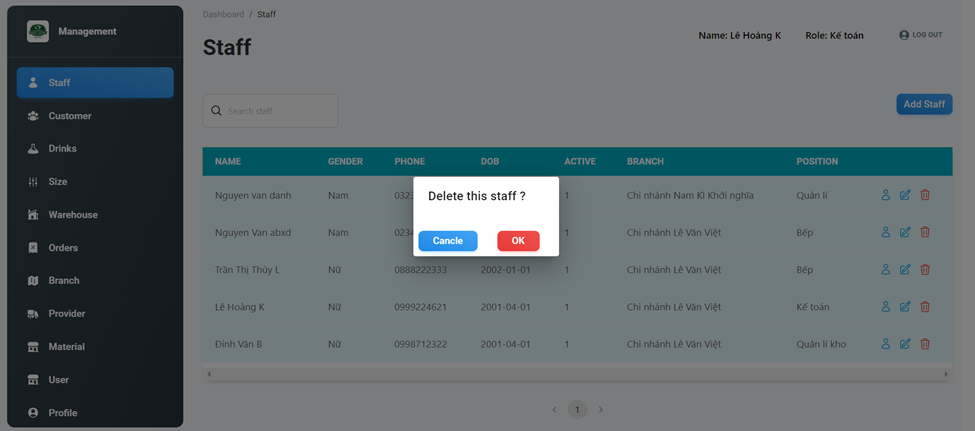 Management
Staff
Customer
Drinks
Size
Warehouse
Orders
Branch
Provider
Material
User
Profile
Dashboard / Staff
Staff
Name: Lê Hoàng K Role: Kế toán LOG OUT
Search staff
Add Staff
NAME GENDER PHONE DOB ACTIVE BRANCH POSITION
Nguyen van danh Nam 0323 1 Chi nhánh Nam Kì Khởi nghĩa Quản lí
Nguyen Van abxd Nam 0234 1 Chi nhánh Lê Văn Việt Bếp
Trần Thị Thùy L Nữ 0888222333 2002-01-01 1 Chi nhánh Lê Văn Việt Bếp
Lê Hoàng K Nữ 0999224621 2001-04-01 1 Chi nhánh Lê Văn Việt Kế toán
Đinh Văn B Nữ 0998712322 2001-04-01 1 Chi nhánh Lê Văn Việt Quản lí kho
Delete this staff ?
Cancle OK
1